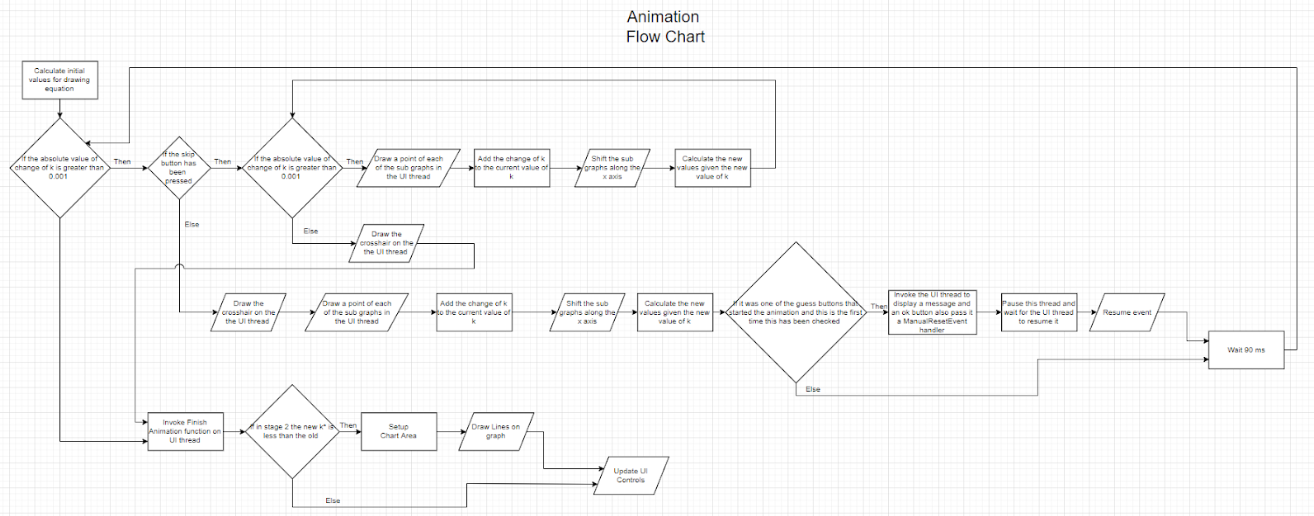 Animation
Flow Chart
Calculate initial
values for drawing
equation
If the absolute value of
change of k is greater than
0.001
Then
If the skip
button has
been
pressed
Then
If the absolute value of
change of k is greater than
0.001
Then
Draw a point of each
of the sub graphs in
the UI thread
Add the change of k
to the current value of
k
Shift the sub
graphs along the
x axis
Calculate the new
values given the new
value of k
Else
Else
Draw the
crosshair on the
the UI thread
Draw the
crosshair on the
the UI thread
Draw a point of each
of the sub graphs in
the UI thread
Add the change of k
to the current value of
k
Shift the sub
graphs along the
x axis
Calculate the new
values given the new
value of k
If it was one of the guess buttons that
started the animation and this is the first
time this has been checked
Then
Invoke the UI thread to
display a message and
an ok button also pass it
a ManualResetEvent
handler
Pause this thread and
wait for the UI thread
to resume it
Resume event
Wait 90 ms
Else
Invoke Finish
Animation function on
UI thread
If in stage 2 the new k* is
less than the old
Then
Setup
Chart Area
Draw Lines on
graph
Update UI
Controls
Else